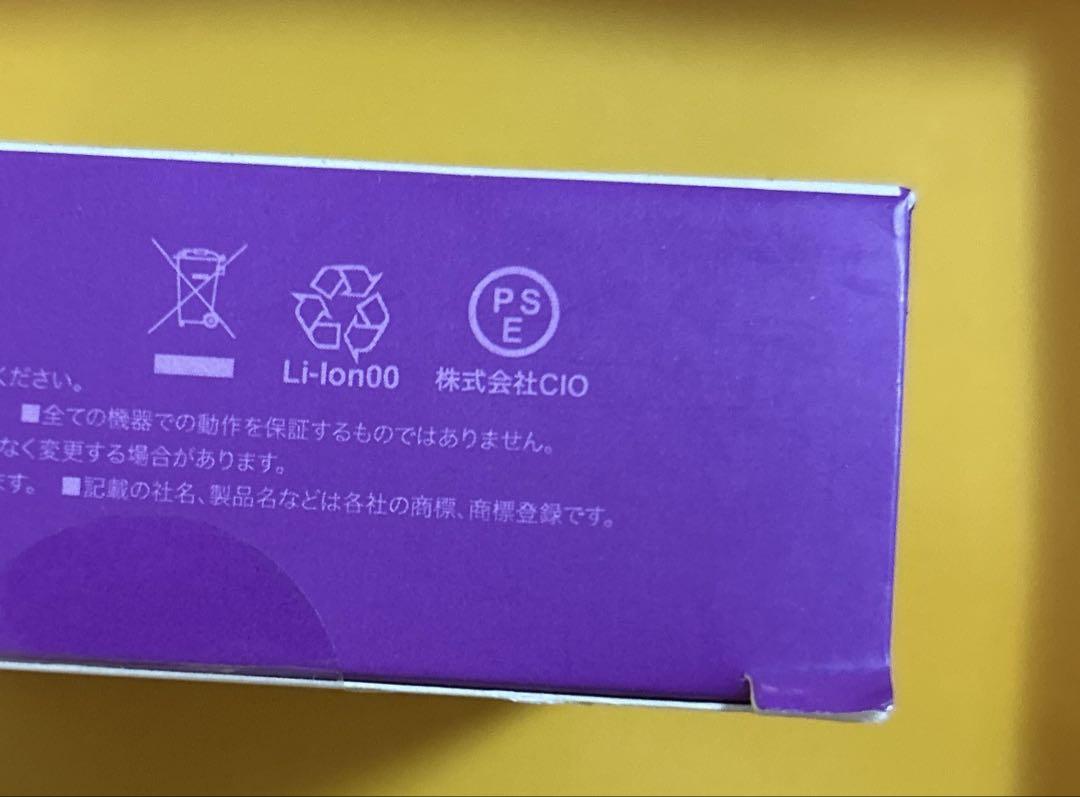 PS
E
Li-Ion00
株式会社CIO
ください。
■全ての機器での動作を保証するものではありません。
なく変更する場合があります。
ます。 ■記載の社名、製品名などは各社の商標、商標登録です。